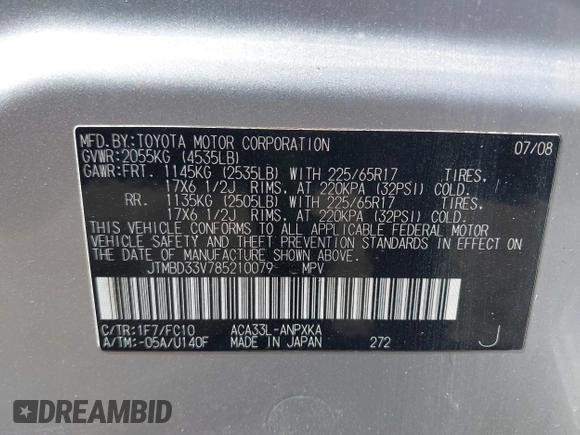 MFD.BY:TOYOTA MOTOR CORPORATION 07/08
GVWR:2055KG (4535LB)
GAWR:FRT. 1145KG (2535LB) WITH 225/65R17 TIRES.
17X6 1/2J RIMS. AT 220KPA (32PSI) COLD.
RR. 1135KG (2505LB) WITH 225/65R17 TIRES.
17X6 1/2J RIMS. AT 220KPA (32PSI) COLD.
THIS VEHICLE CONFORMS TO ALL APPLICABLE FEDERAL MOTOR
VEHICLE SAFETY AND THEFT PREVENTION STANDARDS IN EFFECT ON
THE DATE OF MANUFACTURE SHOWN ABOVE.
JTMBD33V785210079 MPV
C/TR:1F7/FC10 ACA33L-ANPXKA
A/TM:-05A/U140F MADE IN JAPAN 272 J
DREAMBID